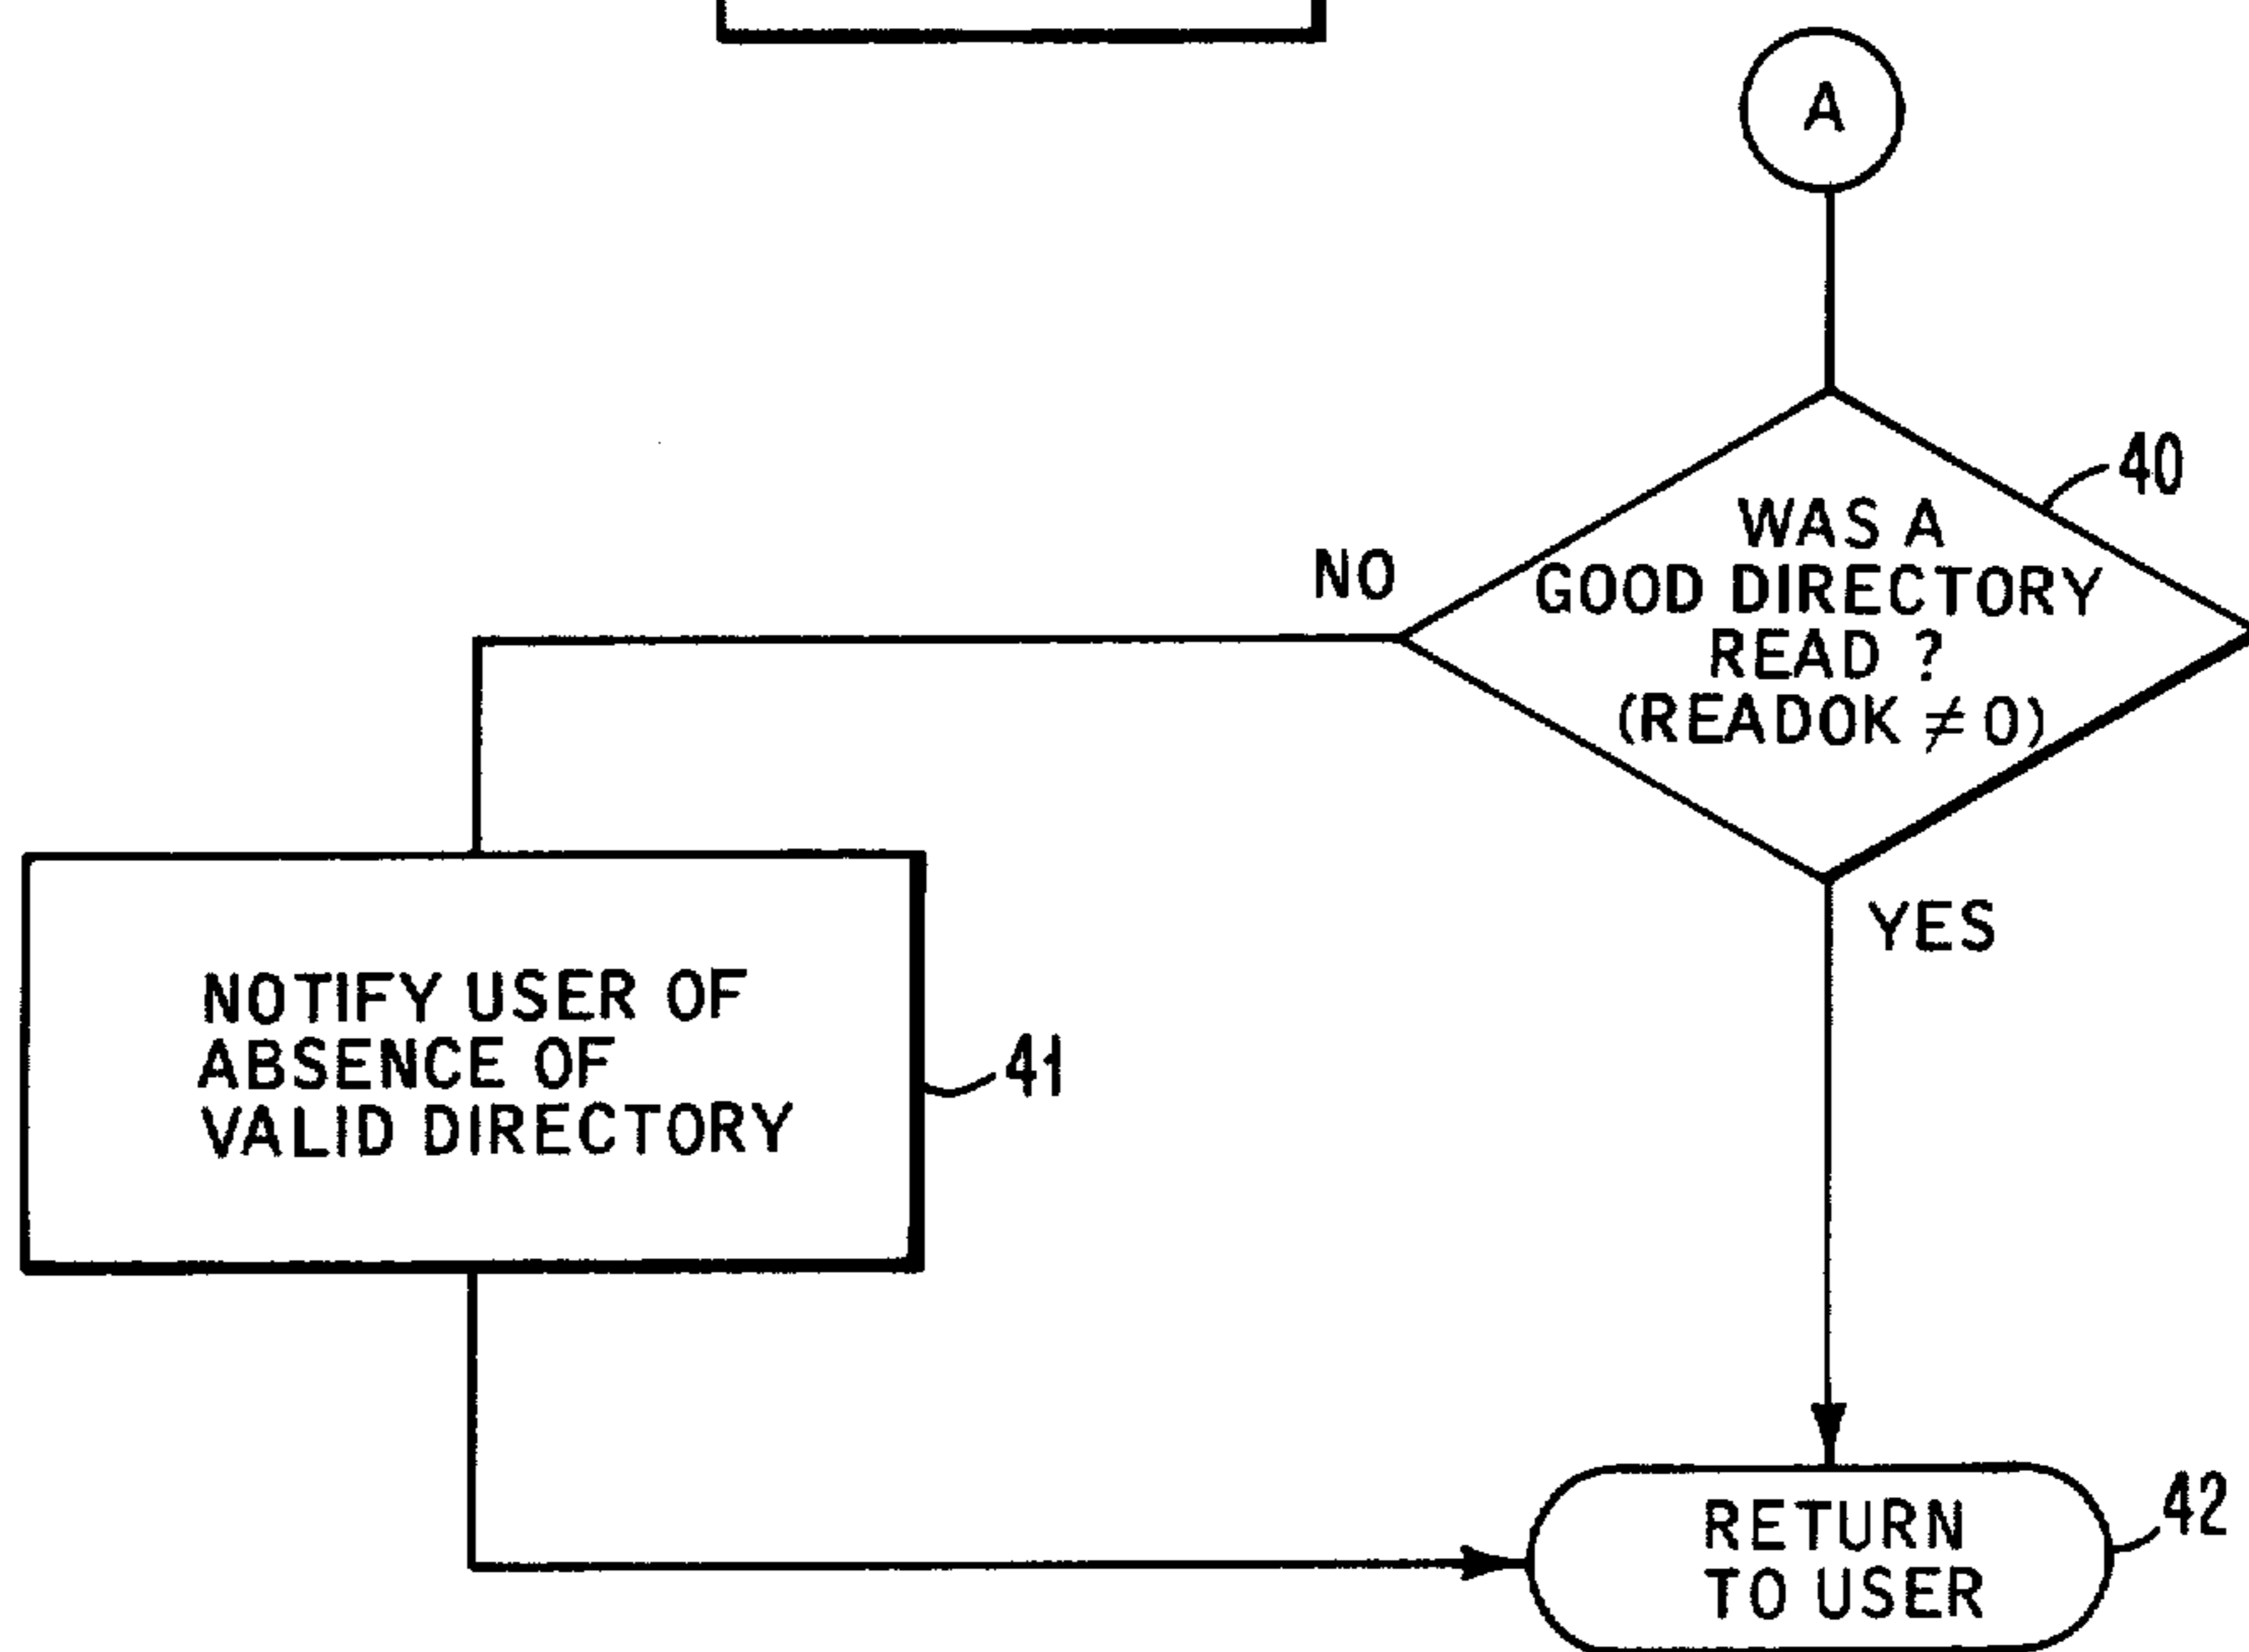 A
40
WAS A
GOOD DIRECTORY
READ ?
(READOK ≠ 0)
NO
YES
NOTIFY USER OF
ABSENCE OF
VALID DIRECTORY
41
RETURN
TO USER
42